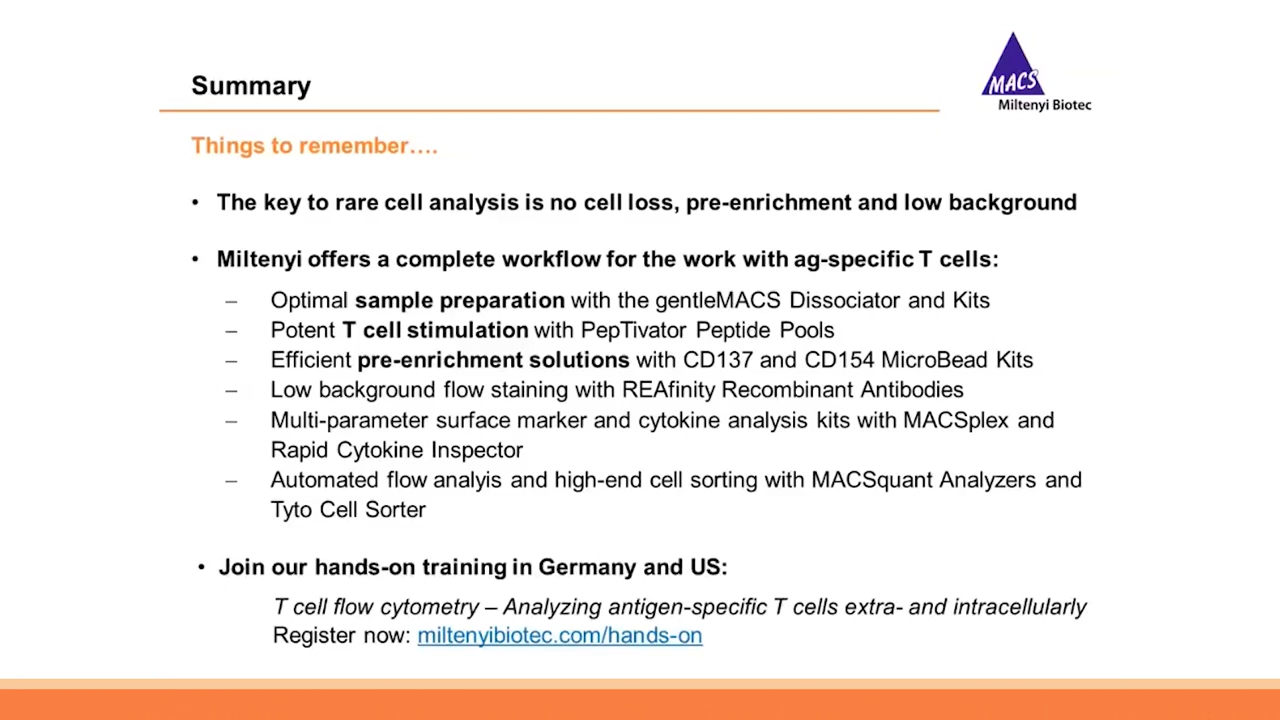 Summary
MACS
Miltenyi Biotec
Things to remember....
• The key to rare cell analysis is no cell loss, pre-enrichment and low background
• Miltenyi offers a complete workflow for the work with ag-specific T cells:
– Optimal sample preparation with the gentleMACS Dissociator and Kits
– Potent T cell stimulation with PepTivator Peptide Pools
– Efficient pre-enrichment solutions with CD137 and CD154 MicroBead Kits
– Low background flow staining with REAfinity Recombinant Antibodies
– Multi-parameter surface marker and cytokine analysis kits with MACSplex and
Rapid Cytokine Inspector
– Automated flow analyis and high-end cell sorting with MACSquant Analyzers and
Tyto Cell Sorter
• Join our hands-on training in Germany and US:
T cell flow cytometry – Analyzing antigen-specific T cells extra- and intracellularly
Register now: miltenyibiotec.com/hands-on